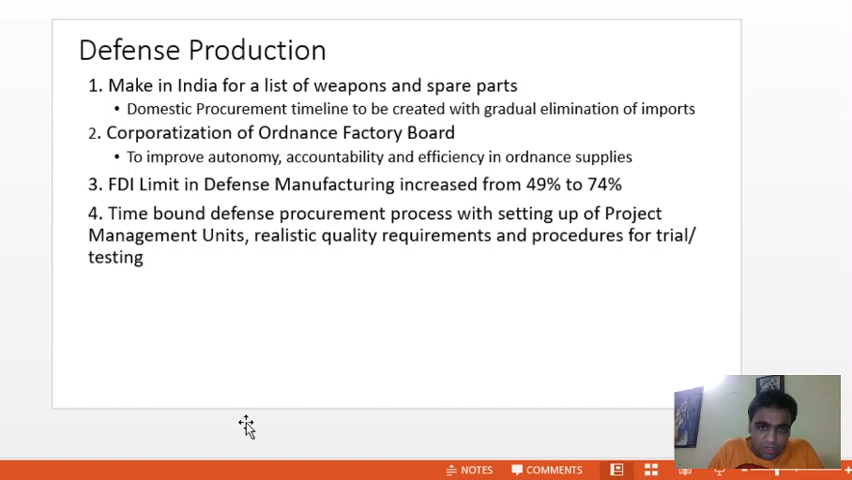 Defense Production
1. Make in India for a list of weapons and spare parts
• Domestic Procurement timeline to be created with gradual elimination of imports
2. Corporatization of Ordnance Factory Board
• To improve autonomy, accountability and efficiency in ordnance supplies
3. FDI Limit in Defense Manufacturing increased from 49% to 74%
4. Time bound defense procurement process with setting up of Project
Management Units, realistic quality requirements and procedures for trial/
testing
NOTES COMMENTS